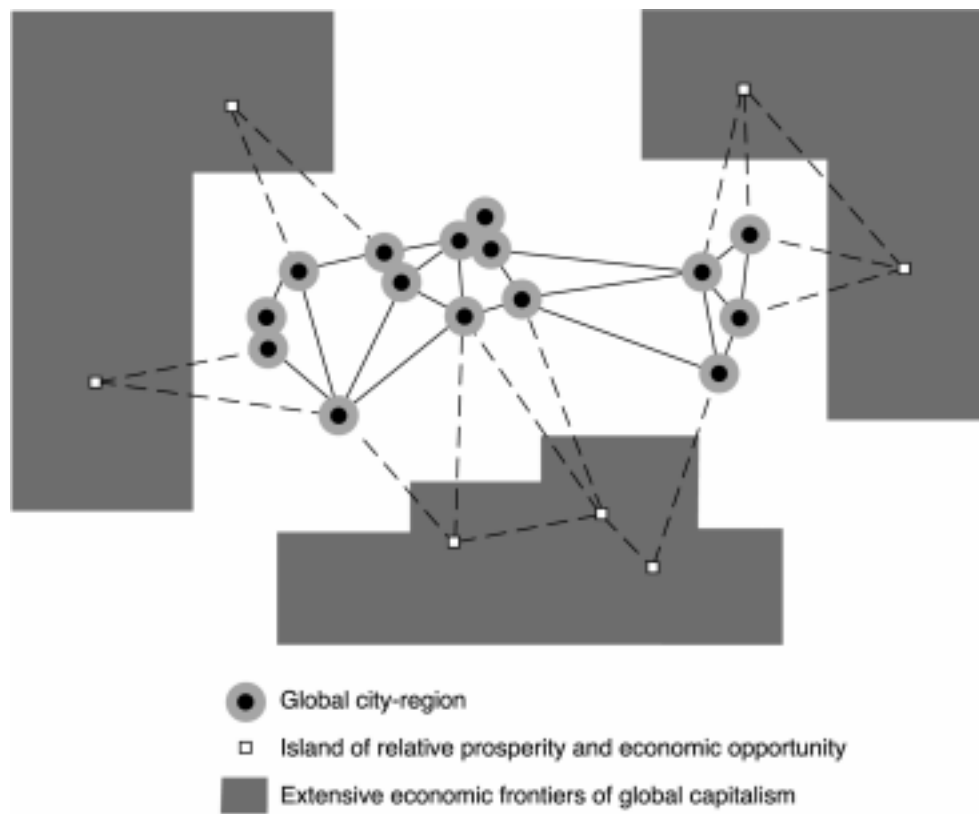 Global city-region
Island of relative prosperity and economic opportunity
Extensive economic frontiers of global capitalism